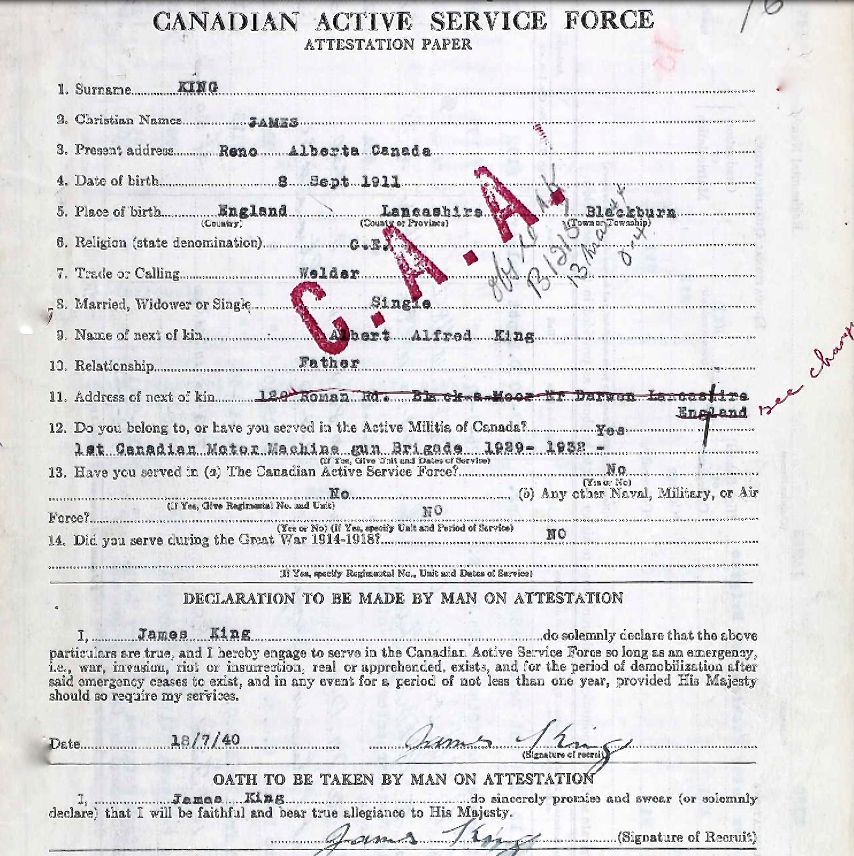 CANADIAN ACTIVE SERVICE FORCE
ATTESTATION PAPER
1. Surname KING
2. Christian Names JAMES
3. Present address Reno Alberta Canada
4. Date of birth 8 Sept 1911
5. Place of birth England Lancashire Blackburn
(Country) (County or Province) (Town or Township)
6. Religion (state denomination) C.E.
7. Trade or Calling Welder
8. Married, Widower or Single Single
9. Name of next of kin Albert Alfred King
10. Relationship Father
11. Address of next of kin Roman Rd. Black-a-Moor Nr Darwen Lancashire
England see
12. Do you belong to, or have you served in the Active Militia of Canada? Yes
1st Canadian Motor Machine gun Brigade 1929- 1932 -
(If Yes, Give Unit and Dates of Service)
13. Have you served in (a) The Canadian Active Service Force? No
(Yes or No)
No (b) Any other Naval, Military, or Air
(If Yes, Give Regimental No. and Unit)
Force? NO
(Yes or No) (If Yes, specify Unit and Period of Service)
14. Did you serve during the Great War 1914-1918? NO
(If Yes, specify Regimental No., Unit and Dates of Service)
C.A.A.
DECLARATION TO BE MADE BY MAN ON ATTESTATION
I, James King do solemnly declare that the above
particulars are true, and I hereby engage to serve in the Canadian Active Service Force so long as an emergency,
i.e., war, invasion, riot or insurrection, real or apprehended, exists, and for the period of demobilization after
said emergency ceases to exist, and in any event for a period of not less than one year, provided His Majesty
should so require my services.
Date 18/7/40 James King
(Signature of recruit)
OATH TO BE TAKEN BY MAN ON ATTESTATION
I, James King do sincerely promise and swear (or solemnly
declare) that I will be faithful and bear true allegiance to His Majesty.
James King (Signature of Recruit)